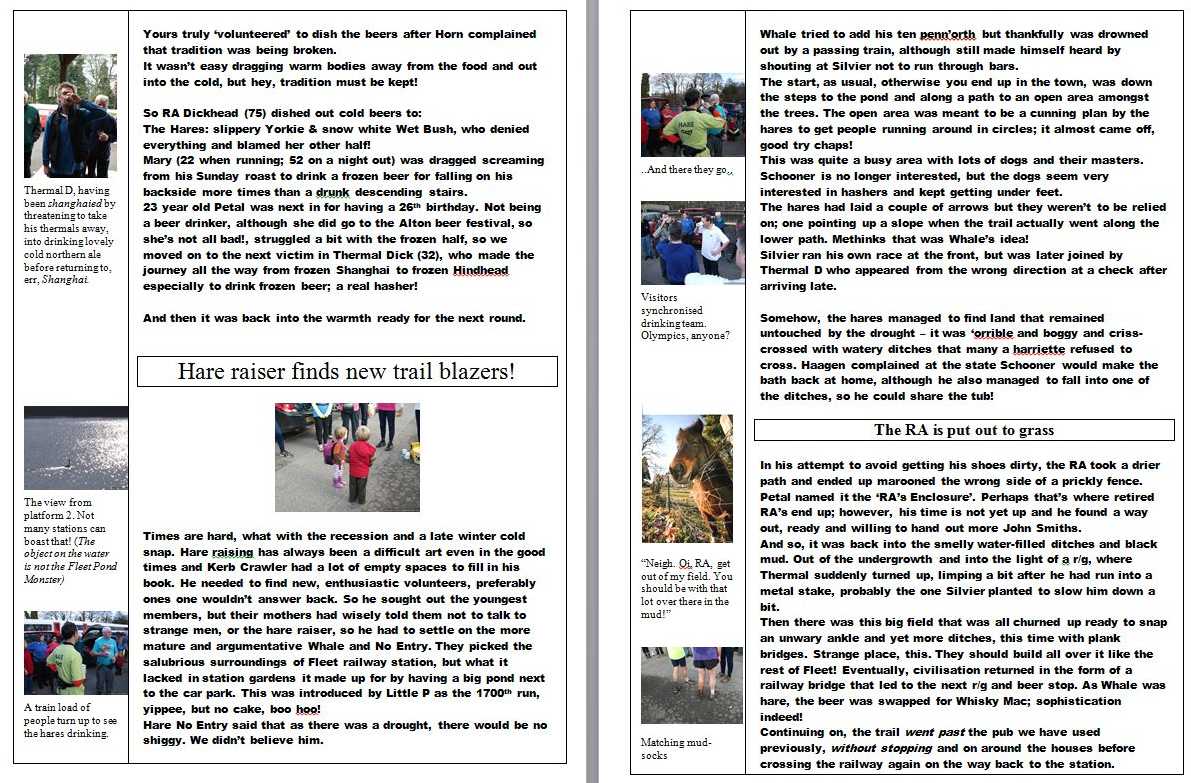 Yours truly ‘volunteered’ to dish the beers after Horn complained
that tradition was being broken.
It wasn’t easy dragging warm bodies away from the food and out
into the cold, but hey, tradition must be kept!
So RA Dickhead (75) dished out cold beers to:
The Hares: slippery Yorkie & snow white Wet Bush, who denied
everything and blamed her other half!
Mary (22 when running; 52 on a night out) was dragged screaming
from his Sunday roast to drink a frozen beer for falling on his
backside more times than a drunk descending stairs.
23 year old Petal was next in for having a 26th birthday. Not being
a beer drinker, although she did go to the Alton beer festival, so
she’s not all bad!, struggled a bit with the frozen half, so we
moved on to the next victim in Thermal Dick (32), who made the
journey all the way from frozen Shanghai to frozen Hindhead
especially to drink frozen beer; a real hasher!
And then it was back into the warmth ready for the next round.
Thermal D, having
been shanghaied by
threatening to take
his thermals away,
into drinking lovely
cold northern ale
before returning to,
err, Shanghai.
Hare raiser finds new trail blazers!
The view from
platform 2. Not
many stations can
boast that! (The
object on the water
is not the Fleet Pond
Monster)
A train load of
people turn up to see
the hares drinking.
Times are hard, what with the recession and a late winter cold
snap. Hare raising has always been a difficult art even in the good
times and Kerb Crawler had a lot of empty spaces to fill in his
book. He needed to find new, enthusiastic volunteers, preferably
ones one wouldn’t answer back. So he sought out the youngest
members, but their mothers had wisely told them not to talk to
strange men, or the hare raiser, so he had to settle on the more
mature and argumentative Whale and No Entry. They picked the
salubrious surroundings of Fleet railway station, but what it
lacked in station gardens it made up for by having a big pond next
to the car park. This was introduced by Little P as the 1700th run,
yippee, but no cake, boo hoo!
Hare No Entry said that as there was a drought, there would be no
shiggy. We didn’t believe him.
Whale tried to add his ten penn’orth but thankfully was drowned
out by a passing train, although still made himself heard by
shouting at Silvier not to run through bars.
The start, as usual, otherwise you end up in the town, was down
the steps to the pond and along a path to an open area amongst
the trees. The open area was meant to be a cunning plan by the
hares to get people running around in circles; it almost came off,
good try chaps!
This was quite a busy area with lots of dogs and their masters.
Schooner is no longer interested, but the dogs seem very
interested in hashers and kept getting under feet.
The hares had laid a couple of arrows but they weren’t to be relied
on; one pointing up a slope when the trail actually went along the
lower path. Methinks that was Whale’s idea!
Silvier ran his own race at the front, but was later joined by
Thermal D who appeared from the wrong direction at a check after
arriving late.
Somehow, the hares managed to find land that remained
untouched by the drought – it was ‘orrible and boggy and criss-
crossed with watery ditches that many a harriette refused to
cross. Haagen complained at the state Schooner would make the
bath back at home, although he also managed to fall into one of
the ditches, so he could share the tub!
HARE
..And there they go..
Visitors
synchronised
drinking team.
Olympics, anyone?
The RA is put out to grass
“Neigh. Oi, RA, get
out of my field. You
should be with that
lot over there in the
mud!”
Matching mud-
socks
In his attempt to avoid getting his shoes dirty, the RA took a drier
path and ended up marooned the wrong side of a prickly fence.
Petal named it the ‘RA’s Enclosure’. Perhaps that’s where retired
RA’s end up; however, his time is not yet up and he found a way
out, ready and willing to hand out more John Smiths.
And so, it was back into the smelly water-filled ditches and black
mud. Out of the undergrowth and into the light of a r/g, where
Thermal suddenly turned up, limping a bit after he had run into a
metal stake, probably the one Silvier planted to slow him down a
bit.
Then there was this big field that was all churned up ready to snap
an unwary ankle and yet more ditches, this time with plank
bridges. Strange place, this. They should build all over it like the
rest of Fleet! Eventually, civilisation returned in the form of a
railway bridge that led to the next r/g and beer stop. As Whale was
hare, the beer was swapped for Whisky Mac; sophistication
indeed!
Continuing on, the trail went past the pub we have used
previously, without stopping and on around the houses before
crossing the railway again on the way back to the station.